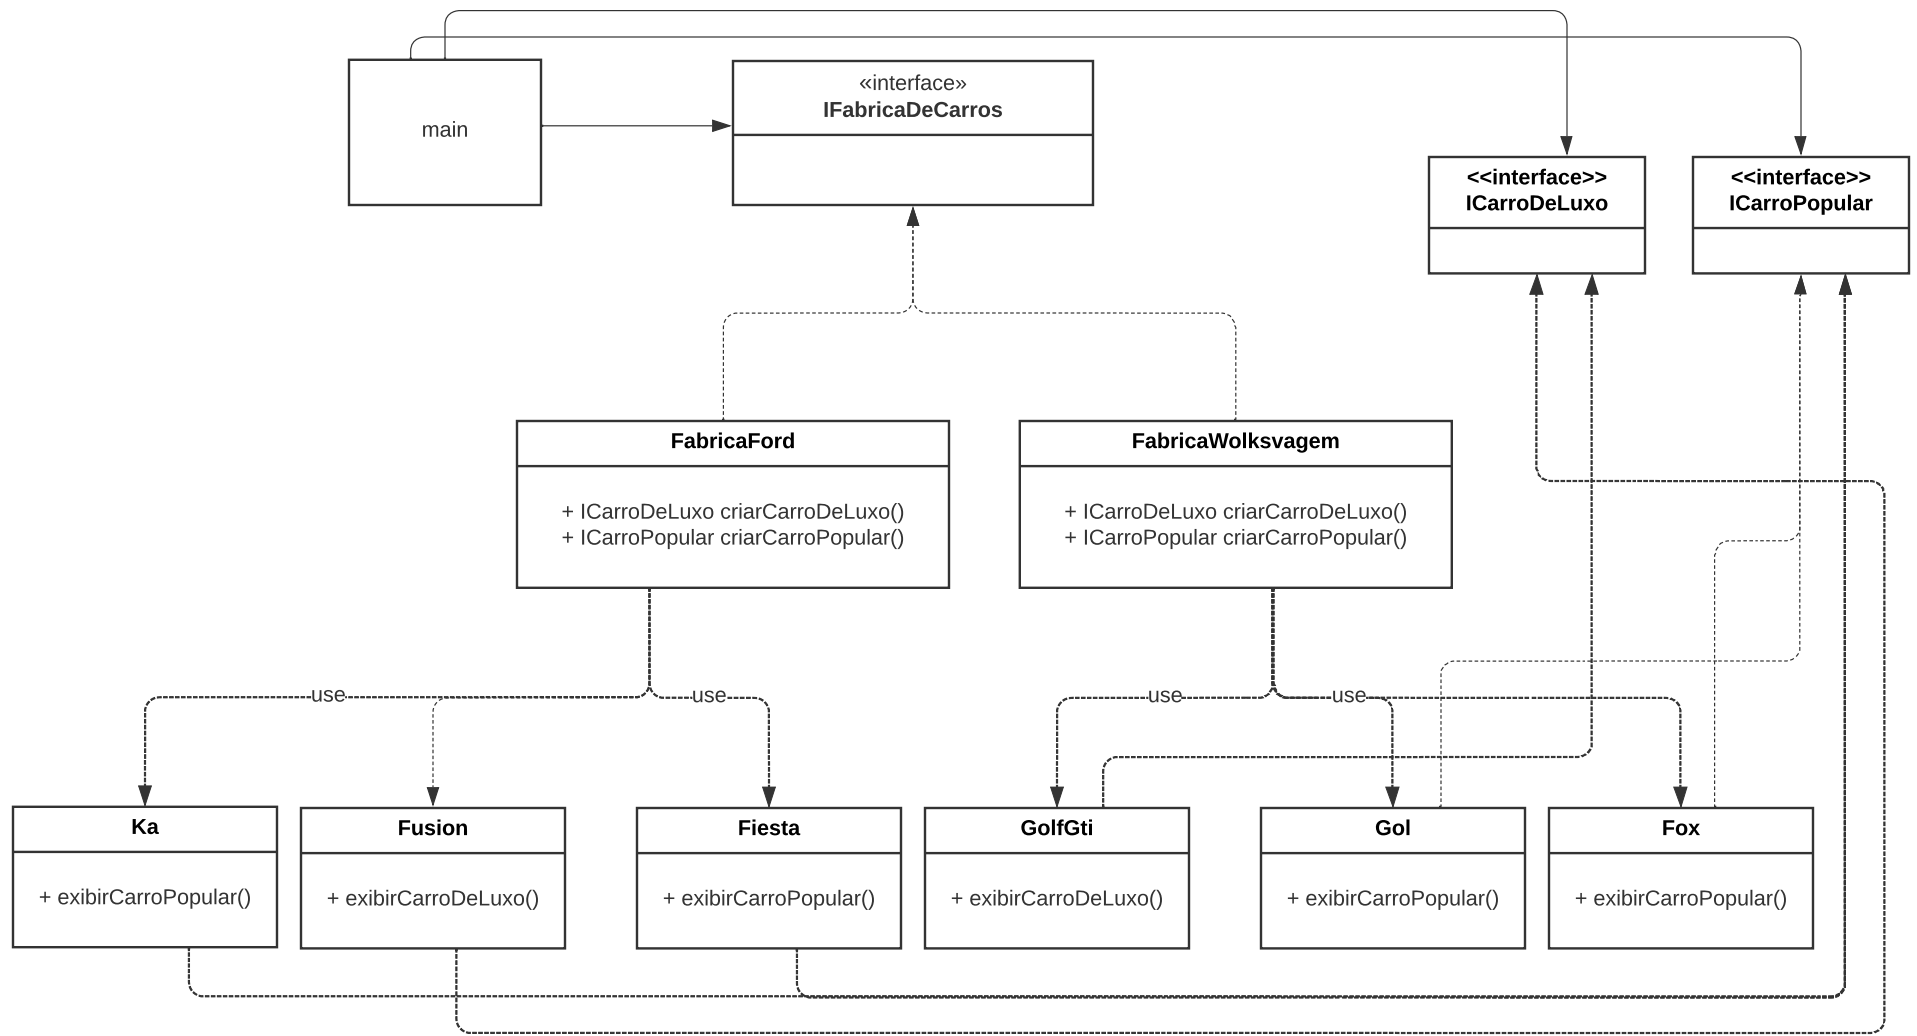 main
«interface»
IFabricaDeCarros
<<interface>>
ICarroDeLuxo
<<interface>>
ICarroPopular
FabricaFord
+ ICarroDeLuxo criarCarroDeLuxo()
+ ICarroPopular criarCarroPopular()
FabricaWolksvagem
+ ICarroDeLuxo criarCarroDeLuxo()
+ ICarroPopular criarCarroPopular()
use
use
use
use
Ka
+ exibirCarroPopular()
Fusion
+ exibirCarroDeLuxo()
Fiesta
+ exibirCarroPopular()
GolfGti
+ exibirCarroDeLuxo()
Gol
+ exibirCarroPopular()
Fox
+ exibirCarroPopular()